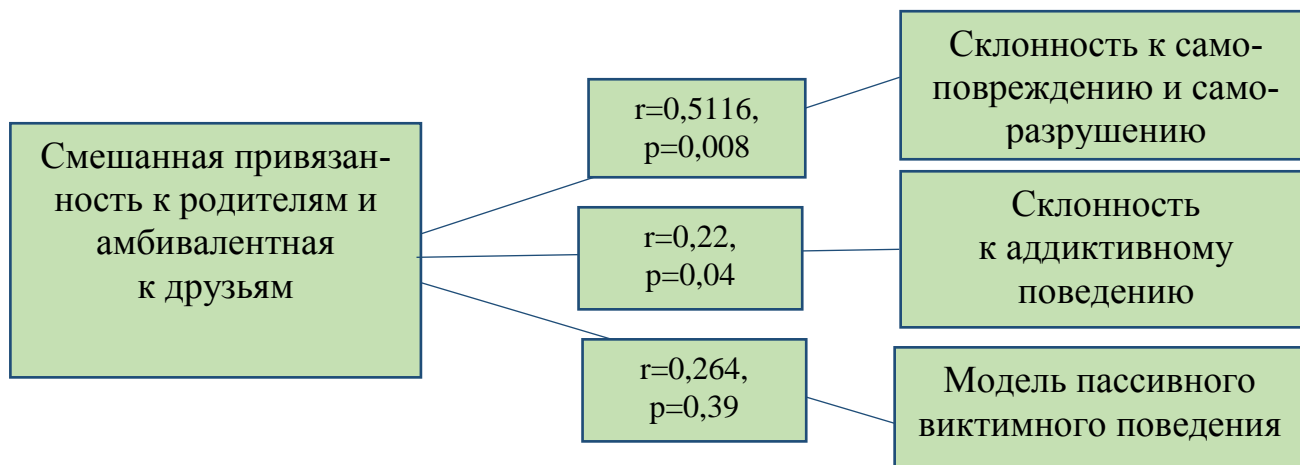 Смешанная привязан-
ность к родителям и
амбивалентная
к друзьям
r=0,5116,
p=0,008
r=0,22,
p=0,04
r=0,264,
p=0,39
Склонность к само-
повреждению и само-
разрушению
Склонность
к аддиктивному
поведению
Модель пассивного
виктимного поведения